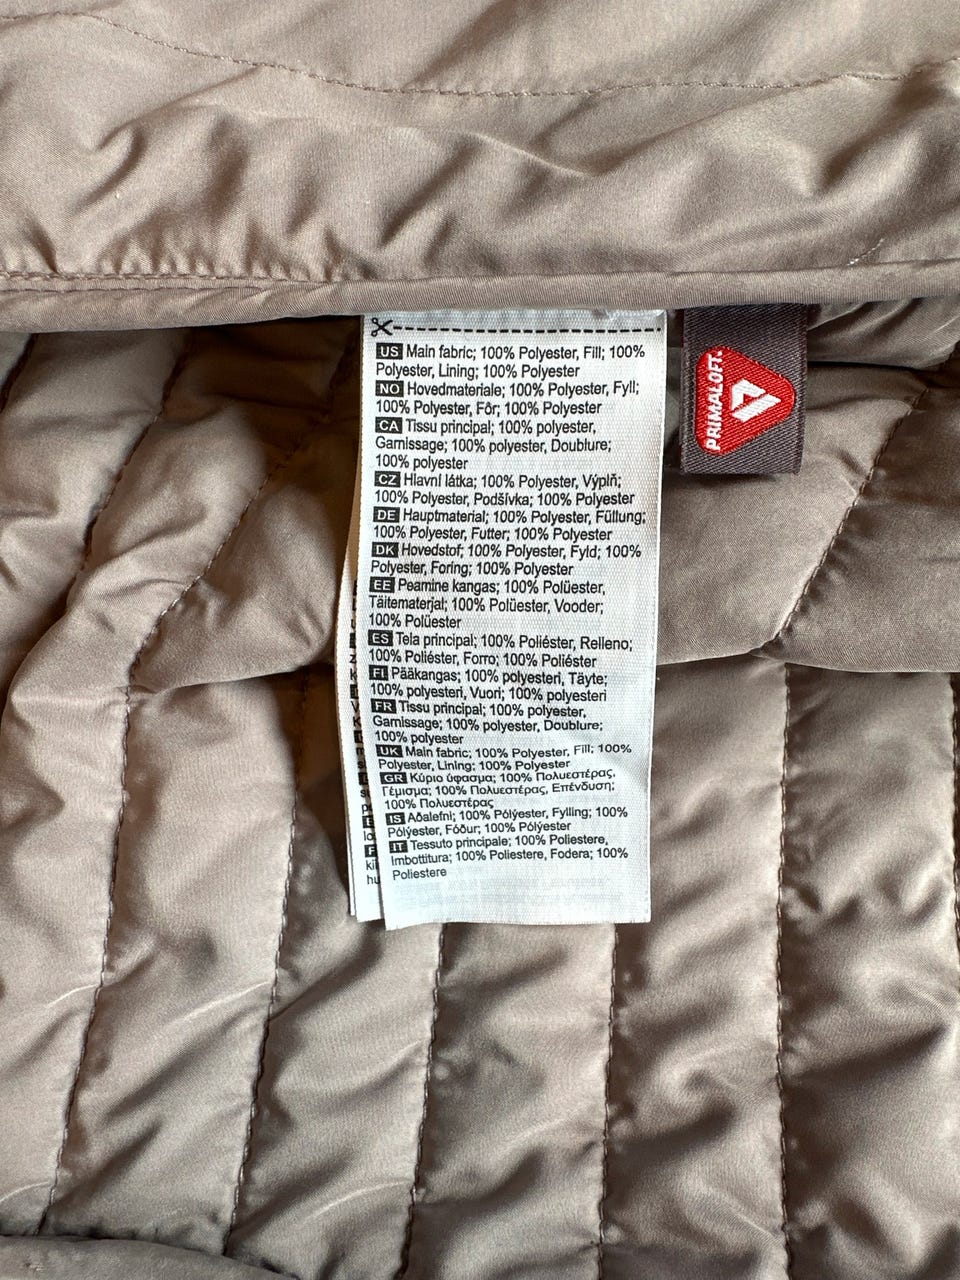 US Main fabric; 100% Polyester, Fill; 100%
Polyester, Lining; 100% Polyester
NO Hovedmateriale; 100% Polyester, Fyll;
100% Polyester, Fôr; 100% Polyester
CA Tissu principal; 100% polyester,
Garnissage; 100% polyester, Doublure;
100% polyester
CZ Hlavní látka; 100% Polyester, Výplň;
100% Polyester, Podšívka; 100% Polyester
DE Hauptmaterial; 100% Polyester, Füllung;
100% Polyester, Futter; 100% Polyester
DK Hovedstof; 100% Polyester, Fyld; 100%
Polyester, Foring; 100% Polyester
EE Peamine kangas; 100% Polüester,
Täitematerjal; 100% Polüester, Vooder;
100% Polüester
ES Tela principal; 100% Poliéster, Relleno;
100% Poliéster, Forro; 100% Poliéster
FI Pääkangas; 100% polyesteri, Täyte;
100% polyesteri, Vuori; 100% polyesteri
FR Tissu principal; 100% polyester,
Garnissage; 100% polyester, Doublure;
100% polyester
UK Main fabric; 100% Polyester, Fill; 100%
Polyester, Lining; 100% Polyester
GR Κύριο ύφασμα; 100% Πολυεστέρας,
Γέμισμα; 100% Πολυεστέρας, Επένδυση;
100% Πολυεστέρας
IS Aðalefni; 100% Pólýester, Fylling; 100%
Pólýester, Fóður; 100% Pólýester
IT Tessuto principale; 100% Poliestere,
Imbottitura; 100% Poliestere, Fodera; 100%
Poliestere
PRIMALOFT